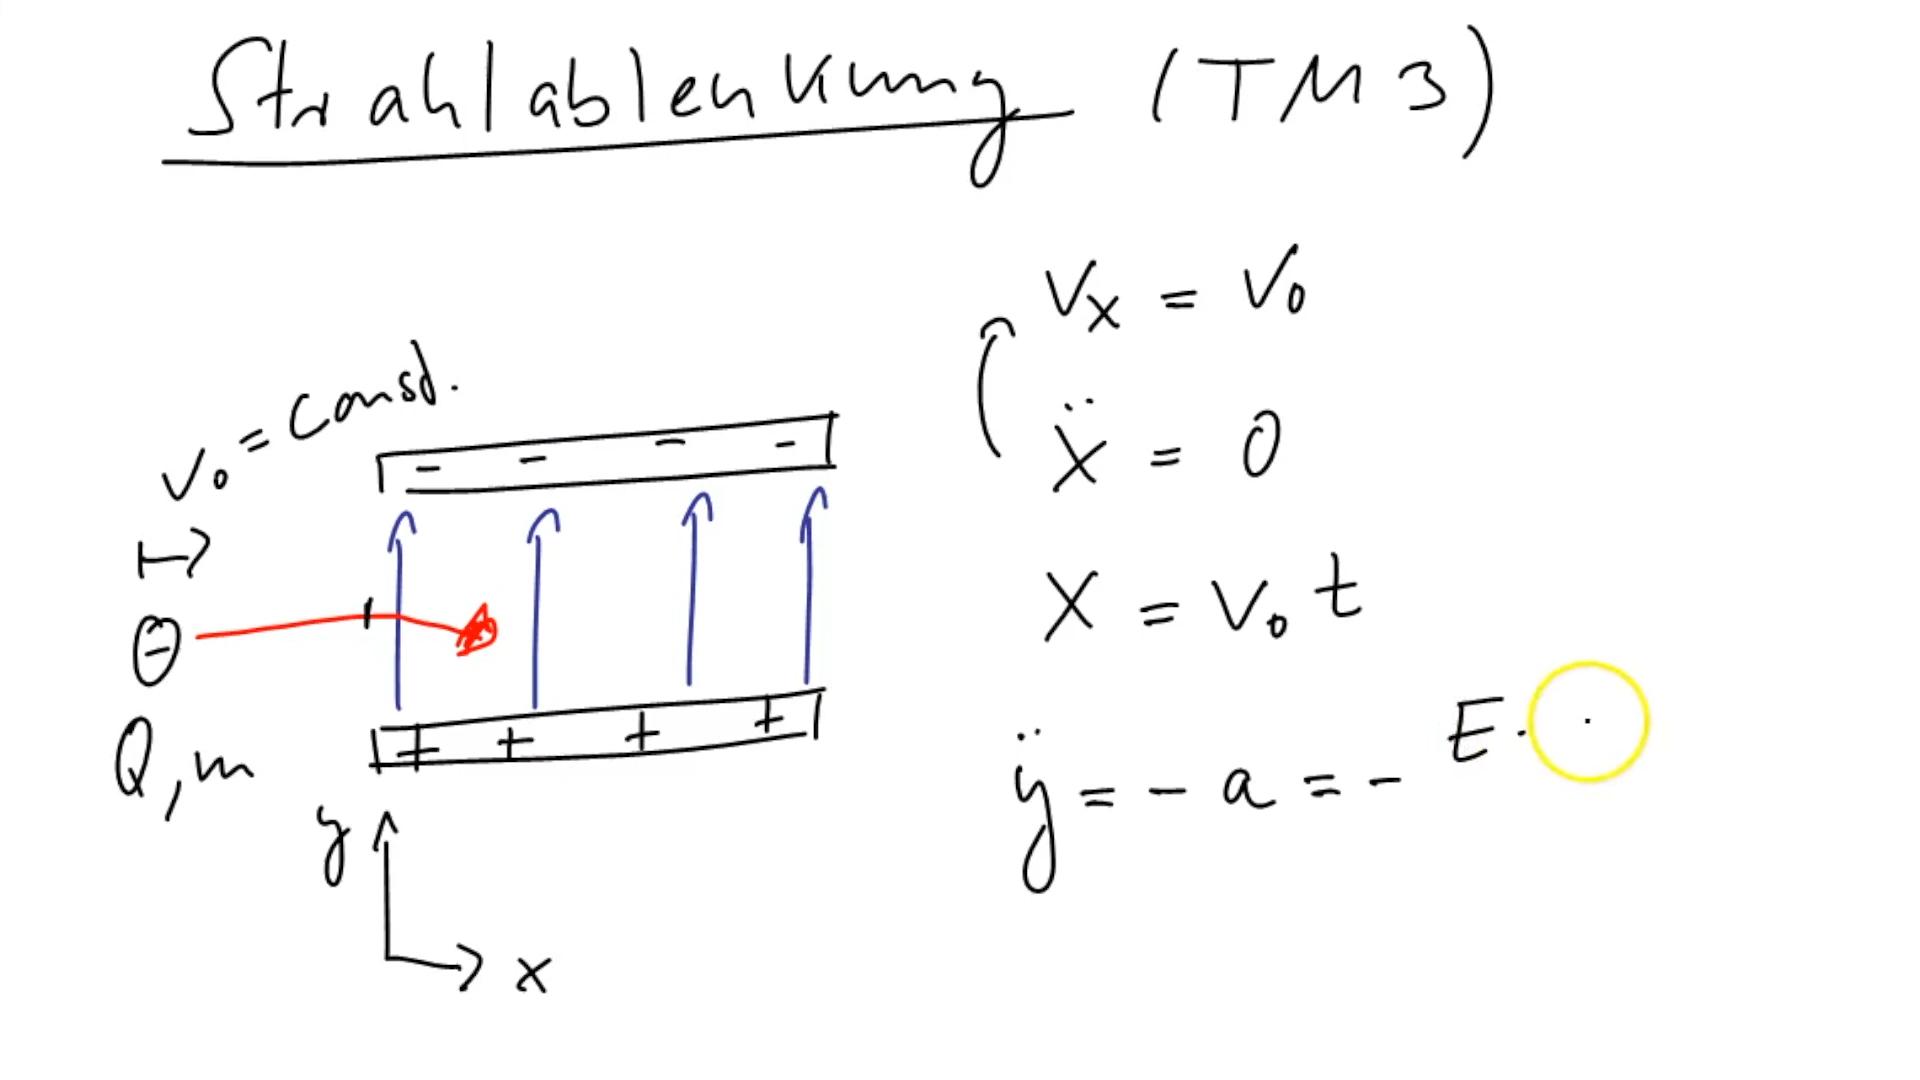 Strahlablenkung (TM3)
v₀ = const.
- - - -
⊖
Q, m
+ + + +
y
x
vₓ = v₀
ẍ = 0
x = v₀ t
ÿ = - a = - E ·